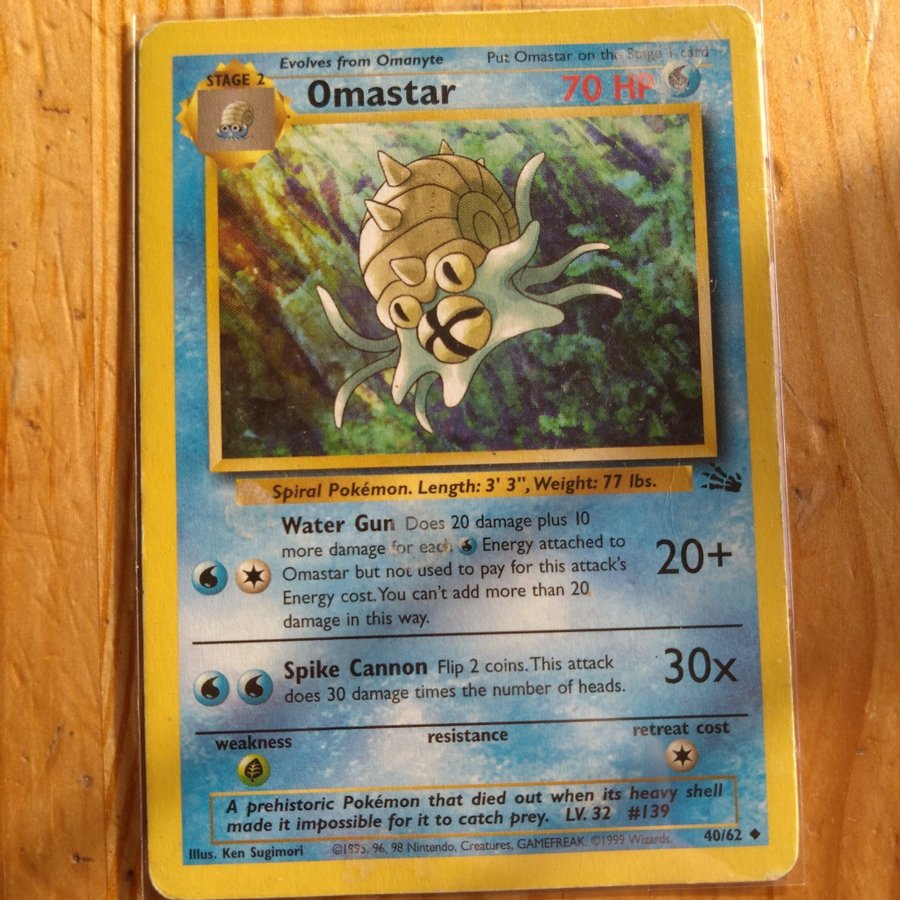 STAGE 2
Evolves from Omanyte
Put Omastar on the Stage 1 card
Omastar
70 HP
Spiral Pokémon. Length: 3' 3", Weight: 77 lbs.
Water Gun Does 20 damage plus 10
more damage for each Energy attached to
Omastar but not used to pay for this attack's
Energy cost. You can't add more than 20
damage in this way.
20+
Spike Cannon Flip 2 coins. This attack
does 30 damage times the number of heads.
30x
weakness
resistance
retreat cost
A prehistoric Pokémon that died out when its heavy shell
made it impossible for it to catch prey. LV. 32 #139
Illus. Ken Sugimori
©1995, 96, 98 Nintendo, Creatures, GAMEFREAK. ©1999 Wizards.
40/62